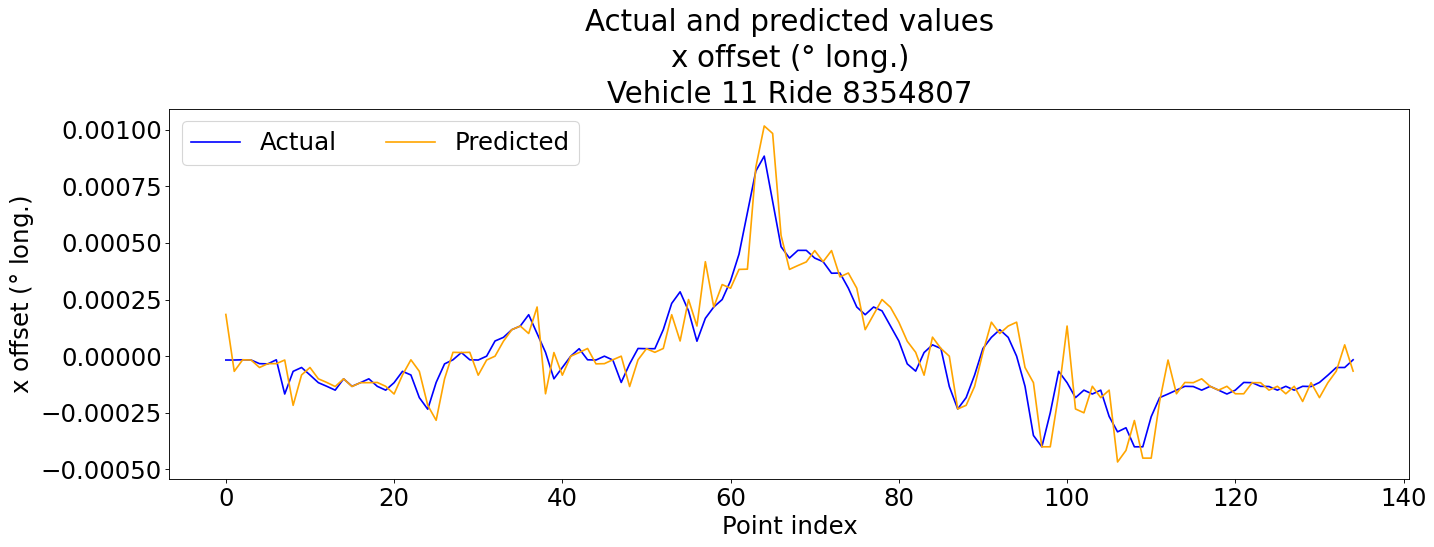 Actual and predicted values
x offset (° long.)
Vehicle 11 Ride 8354807
Actual
Predicted
x offset (° long.)
0.00100
0.00075
0.00050
0.00025
0.00000
−0.00025
−0.00050
0 20 40 60 80 100 120 140
Point index